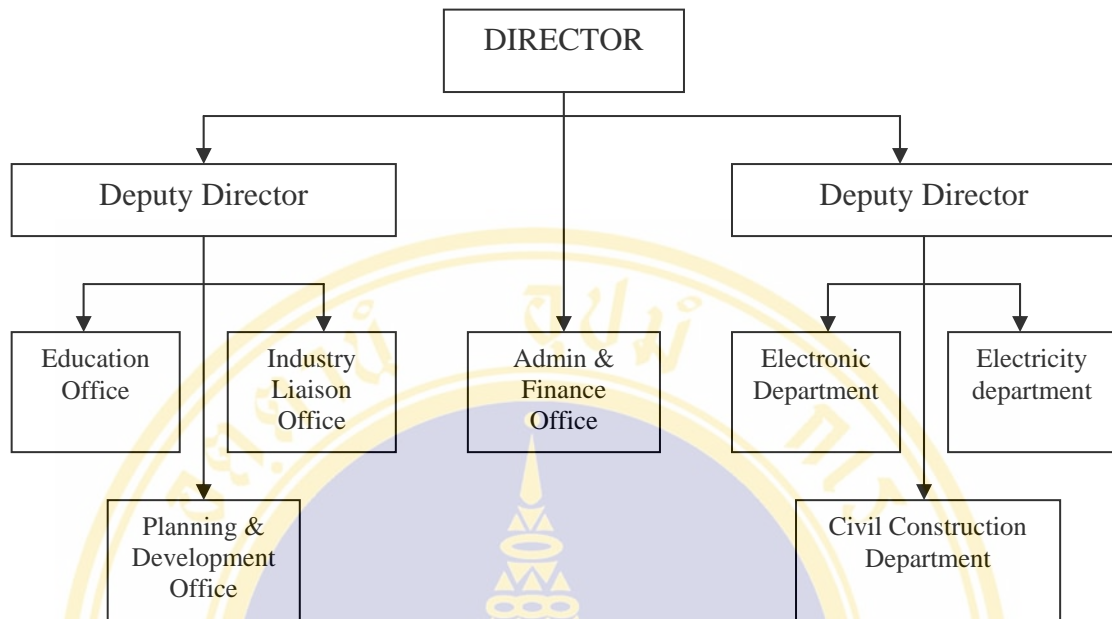 DIRECTOR
Deputy Director
Deputy Director
Education
Office
Industry
Liaison
Office
Admin &
Finance
Office
Electronic
Department
Electricity
department
Planning &
Development
Office
Civil Construction
Department